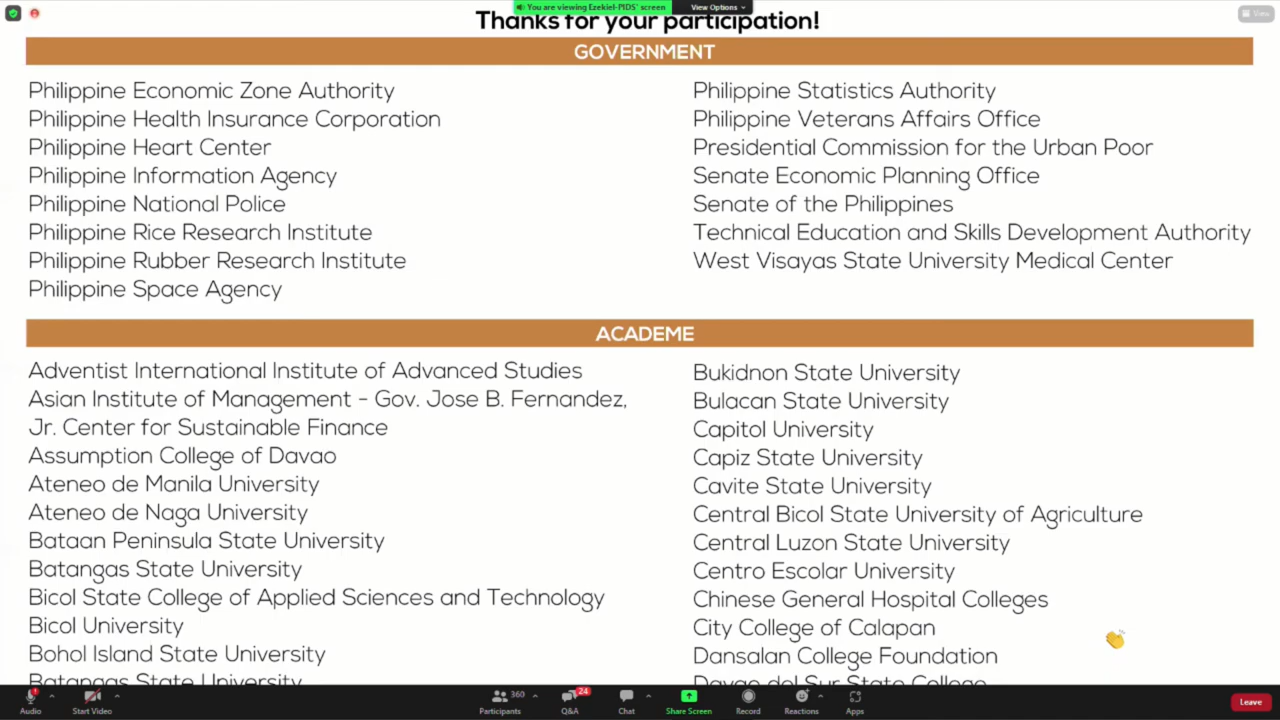 You are viewing Ezekiel-PIDS' screen
View Options
View
Thanks for your participation!
GOVERNMENT
Philippine Economic Zone Authority
Philippine Health Insurance Corporation
Philippine Heart Center
Philippine Information Agency
Philippine National Police
Philippine Rice Research Institute
Philippine Rubber Research Institute
Philippine Space Agency
Philippine Statistics Authority
Philippine Veterans Affairs Office
Presidential Commission for the Urban Poor
Senate Economic Planning Office
Senate of the Philippines
Technical Education and Skills Development Authority
West Visayas State University Medical Center
ACADEME
Adventist International Institute of Advanced Studies
Asian Institute of Management - Gov. Jose B. Fernandez,
Jr. Center for Sustainable Finance
Assumption College of Davao
Ateneo de Manila University
Ateneo de Naga University
Bataan Peninsula State University
Batangas State University
Bicol State College of Applied Sciences and Technology
Bicol University
Bohol Island State University
Batangas State University
Bukidnon State University
Bulacan State University
Capitol University
Capiz State University
Cavite State University
Central Bicol State University of Agriculture
Central Luzon State University
Centro Escolar University
Chinese General Hospital Colleges
City College of Calapan
Dansalan College Foundation
Davao del Sur State College
Audio
Start Video
360
Participants
24
Q&A
Chat
Share Screen
Record
Reactions
Apps
Leave